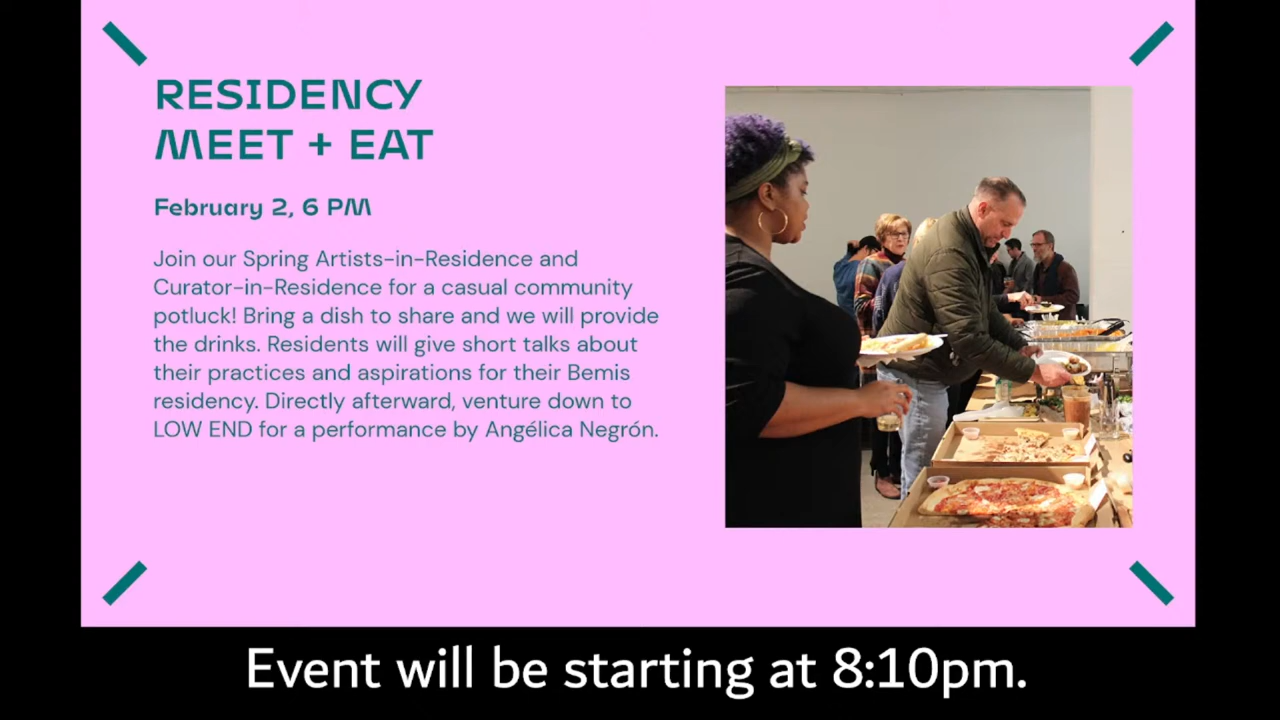 RESIDENCY
MEET + EAT
February 2, 6 PM
Join our Spring Artists-in-Residence and
Curator-in-Residence for a casual community
potluck! Bring a dish to share and we will provide
the drinks. Residents will give short talks about
their practices and aspirations for their Bemis
residency. Directly afterward, venture down to
LOW END for a performance by Angélica Negrón.
Event will be starting at 8:10pm.